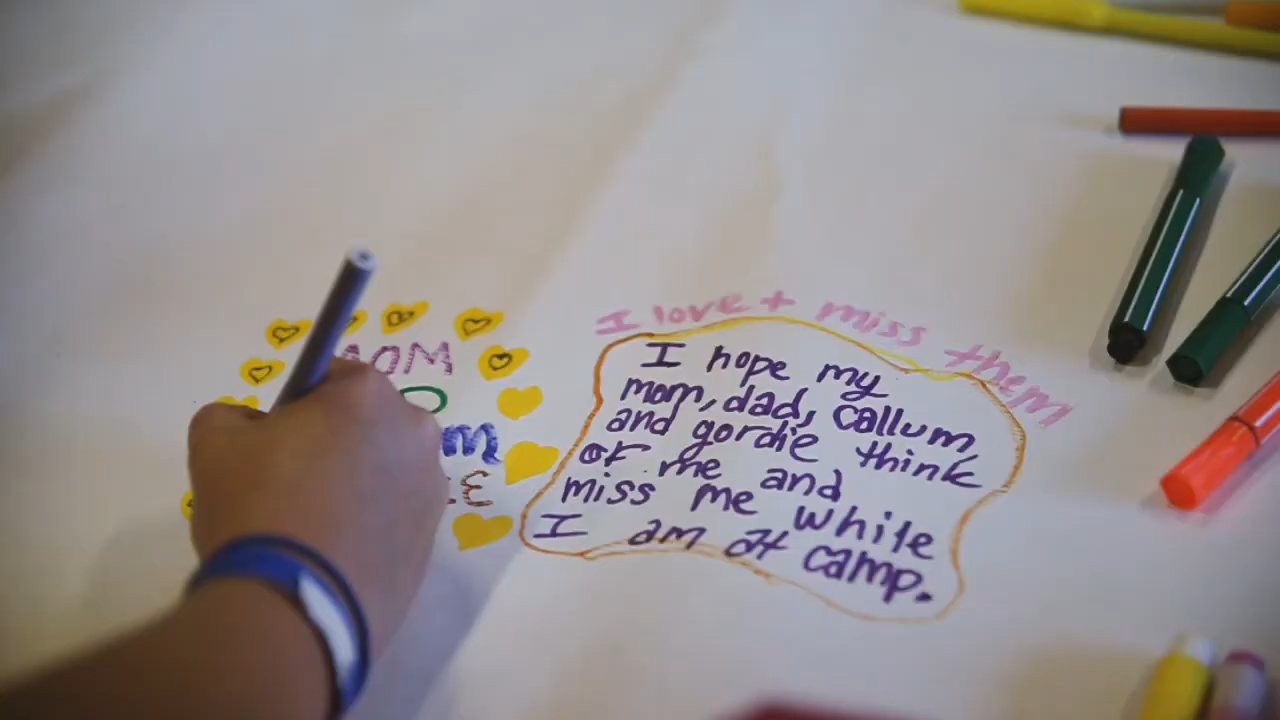 MOM
I love + miss them
I hope my
mom, dad, callum
and gordie think
of me and
miss me while
I am at camp.